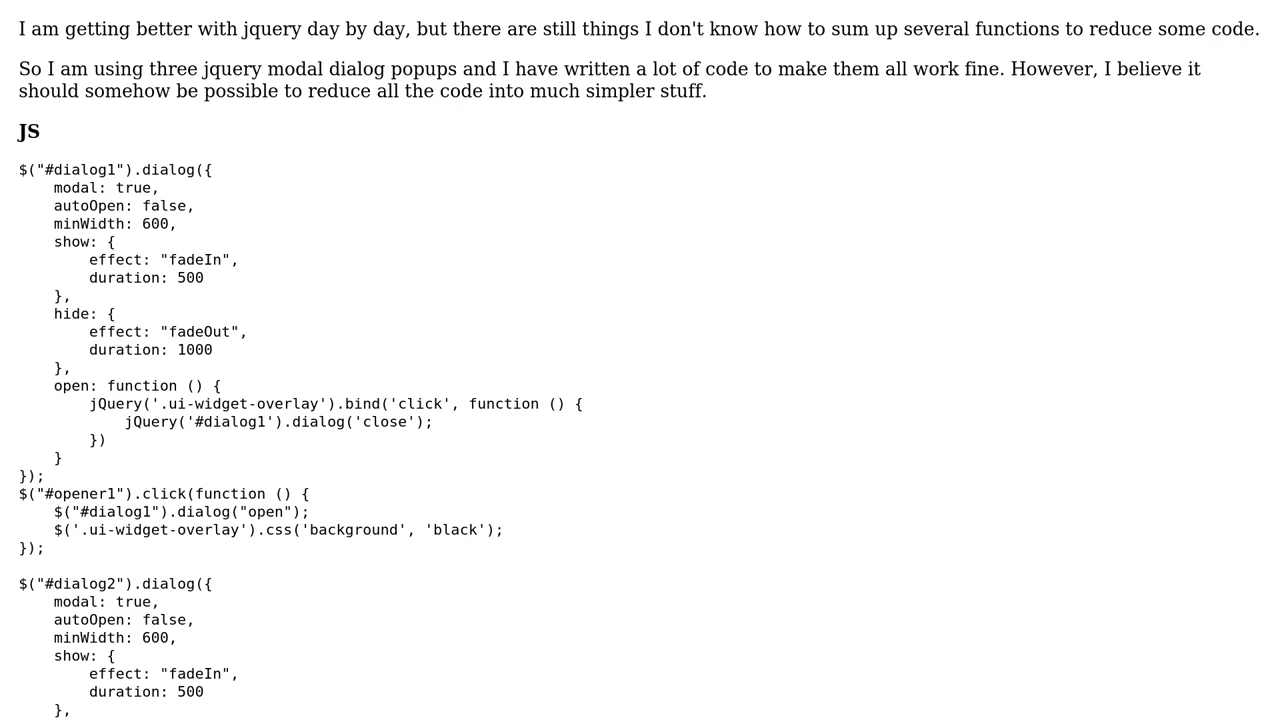 I am getting better with jquery day by day, but there are still things I don't know how to sum up several functions to reduce some code.
So I am using three jquery modal dialog popups and I have written a lot of code to make them all work fine. However, I believe it
should somehow be possible to reduce all the code into much simpler stuff.
JS
$("#dialog1").dialog({
    modal: true,
    autoOpen: false,
    minWidth: 600,
    show: {
        effect: "fadeIn",
        duration: 500
    },
    hide: {
        effect: "fadeOut",
        duration: 1000
    },
    open: function () {
        jQuery('.ui-widget-overlay').bind('click', function () {
            jQuery('#dialog1').dialog('close');
        })
    }
});
$("#opener1").click(function () {
    $("#dialog1").dialog("open");
    $('.ui-widget-overlay').css('background', 'black');
});

$("#dialog2").dialog({
    modal: true,
    autoOpen: false,
    minWidth: 600,
    show: {
        effect: "fadeIn",
        duration: 500
    },